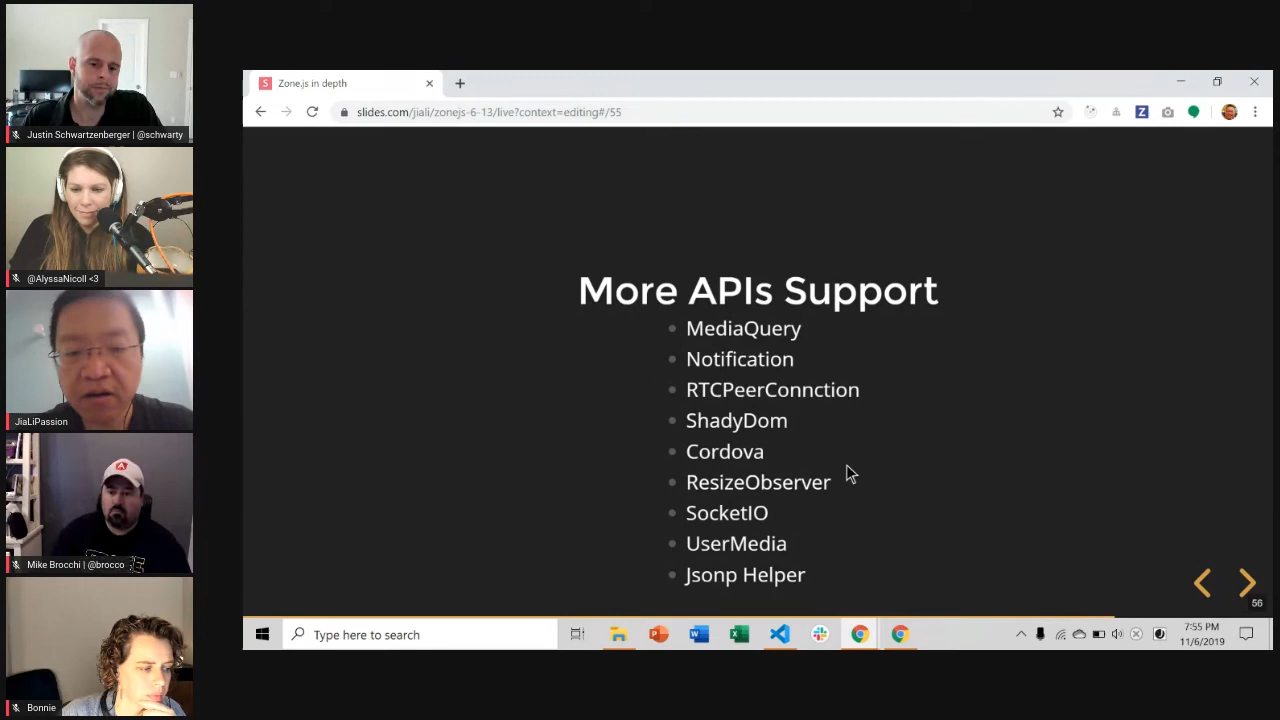 Justin Schwartzenberger | @schwarty
@AlyssaNicoll <3
JiaLiPassion
Mike Brocchi | @brocco
Bonnie
Zone.js in depth
slides.com/jiali/zonejs-6-13/live?context=editing#/55
More APIs Support
MediaQuery
Notification
RTCPeerConnction
ShadyDom
Cordova
ResizeObserver
SocketIO
UserMedia
Jsonp Helper
56
Type here to search
7:55 PM
11/6/2019